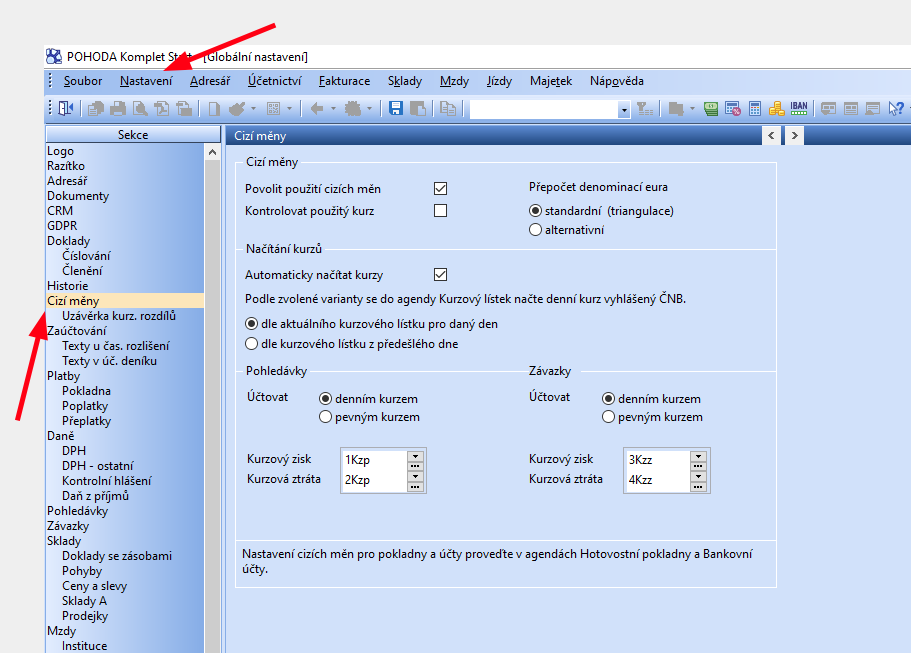 POHODA Komplet Start [Globální nastavení]
Soubor Nastavení Adresář Účetnictví Fakturace Sklady Mzdy Jízdy Majetek Nápověda
IBAN
Sekce
Logo
Razítko
Adresář
Dokumenty
CRM
GDPR
Doklady
Číslování
Členění
Historie
Cizí měny
Uzávěrka kurz. rozdílů
Zaúčtování
Texty u čas. rozlišení
Texty v úč. deníku
Platby
Pokladna
Poplatky
Přeplatky
Daně
DPH
DPH - ostatní
Kontrolní hlášení
Daň z příjmů
Pohledávky
Závazky
Sklady
Doklady se zásobami
Pohyby
Ceny a slevy
Sklady A
Prodejky
Mzdy
Instituce
Cizí měny
Cizí měny
Povolit použití cizích měn
Kontrolovat použitý kurz
Přepočet denominací eura
standardní (triangulace)
alternativní
Načítání kurzů
Automaticky načítat kurzy
Podle zvolené varianty se do agendy Kurzový lístek načte denní kurz vyhlášený ČNB.
dle aktuálního kurzového lístku pro daný den
dle kurzového lístku z předešlého dne
Pohledávky
Účtovat
denním kurzem
pevným kurzem
Kurzový zisk 1Kzp
Kurzová ztráta 2Kzp
Závazky
Účtovat
denním kurzem
pevným kurzem
Kurzový zisk 3Kzz
Kurzová ztráta 4Kzz
Nastavení cizích měn pro pokladny a účty proveďte v agendách Hotovostní pokladny a Bankovní
účty.